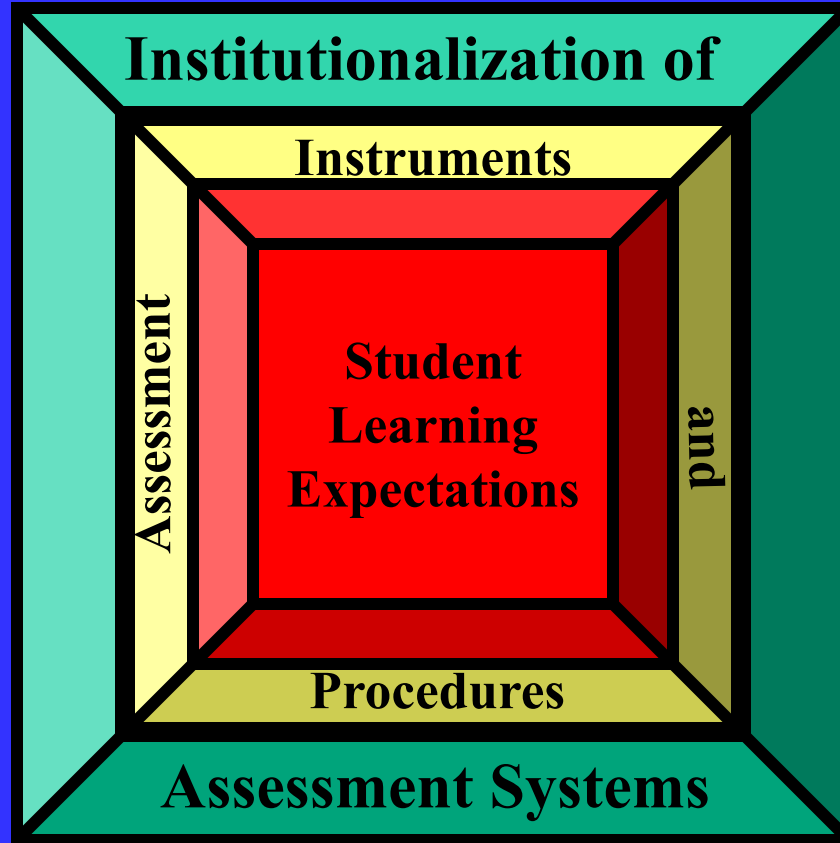 Institutionalization of
Assessment
Instruments
and
Procedures
Student
Learning
Expectations
Assessment Systems